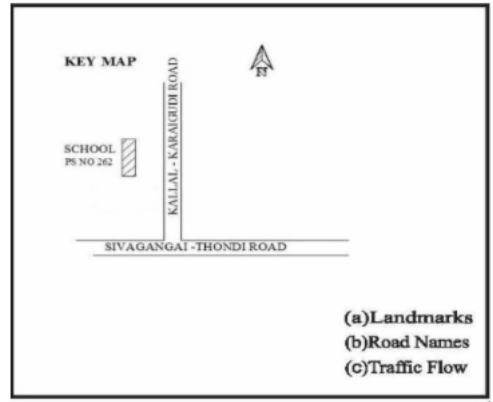 KEY MAP
N
KALLAL - KARAIGUDI ROAD
SCHOOL
PS NO 262
SIVAGANGAI -THONDI ROAD
(a)Landmarks
(b)Road Names
(c)Traffic Flow